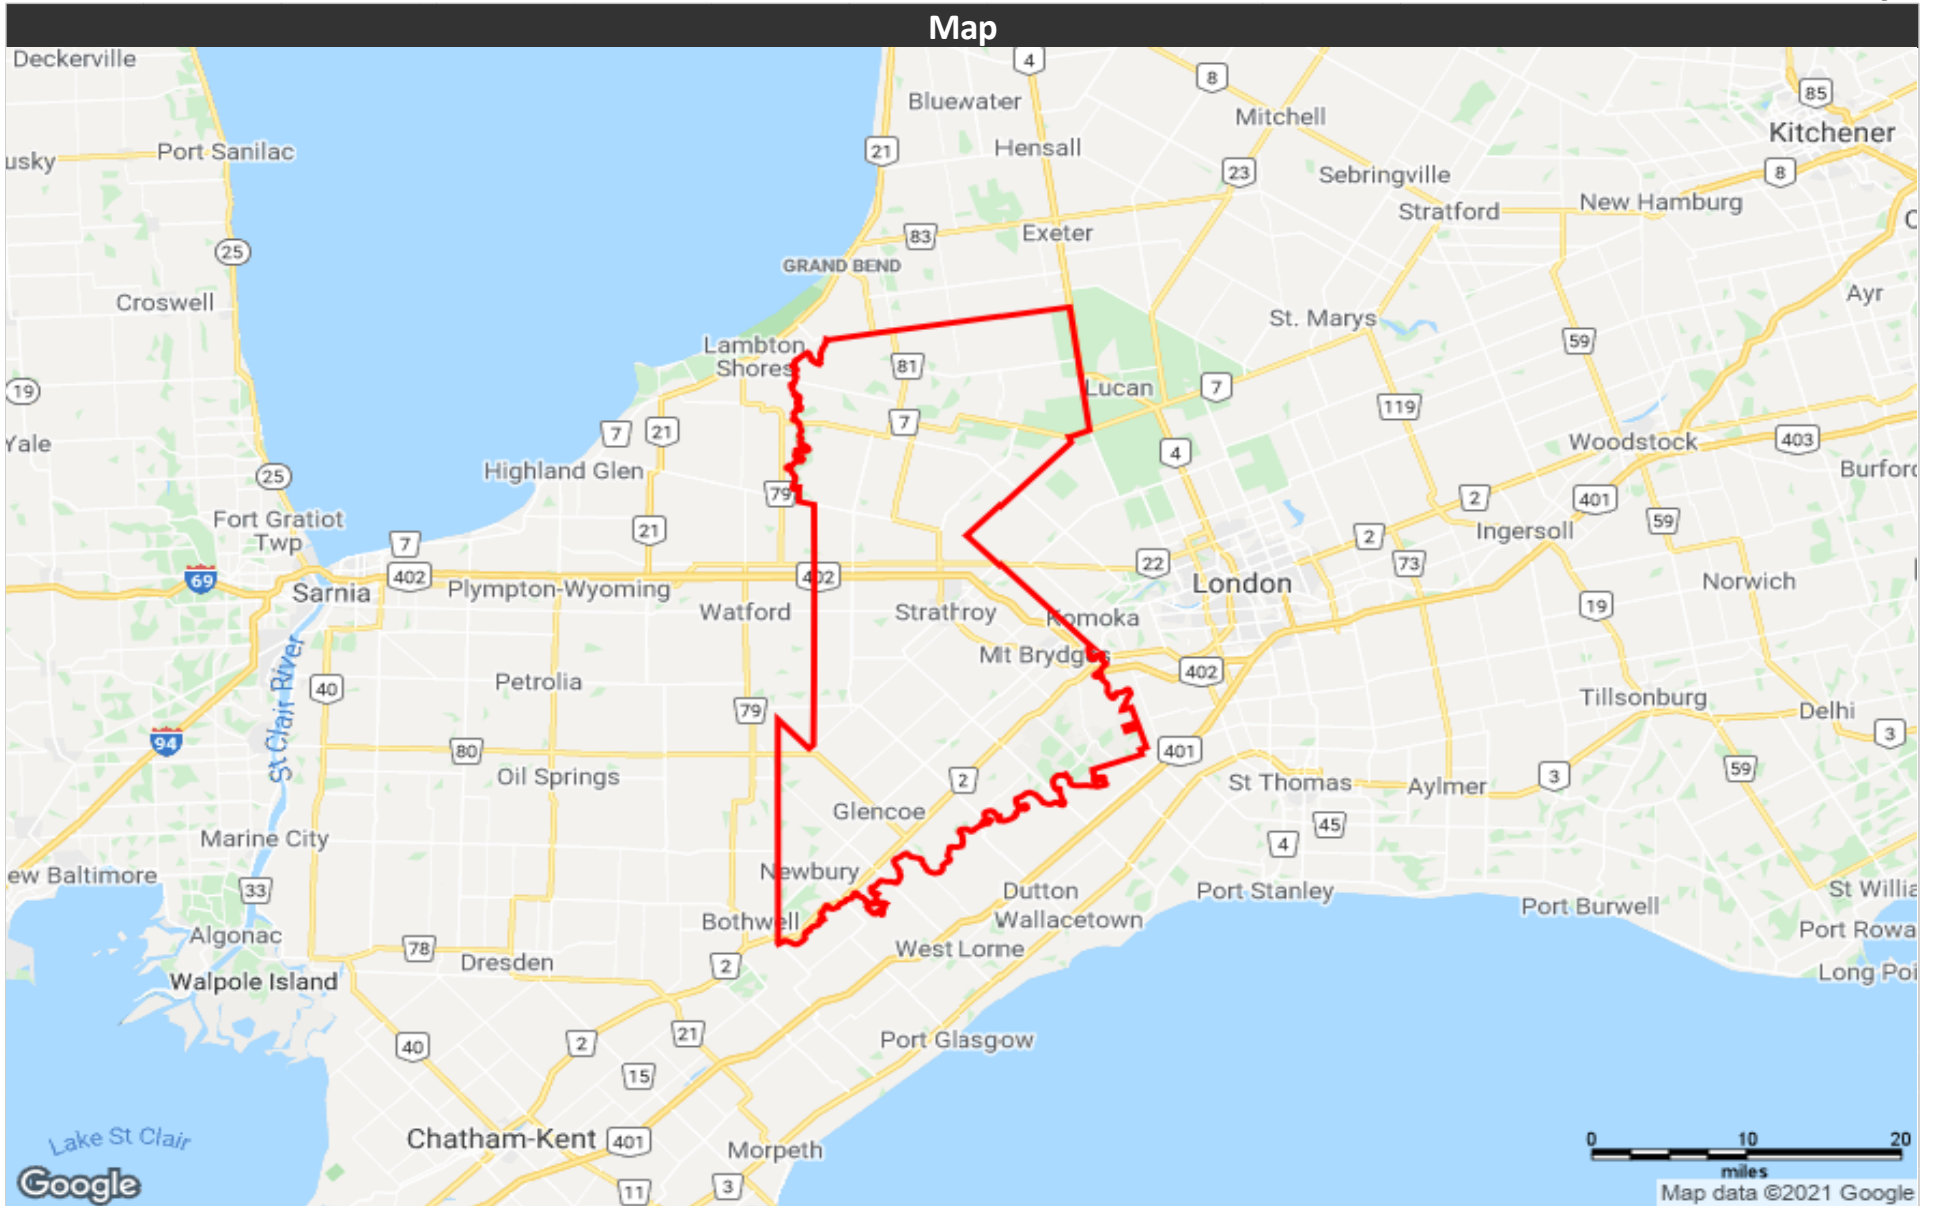 Map
Deckerville
4
8
85
Bluewater
Mitchell
Kitchener
21
Hensall
usky
Port Sanilac
23
Sebringville
8
New Hamburg
Stratford
83
Exeter
25
GRAND BEND
Croswell
Ayr
St. Marys
Lambton
Shores
81
59
19
Lucan
7
119
7
Yale
7
21
4
Woodstock
403
Highland Glen
Burford
25
79
2
401
Fort Gratiot
Twp
21
59
7
2
Ingersoll
22
73
69
402
402
London
Norwich
Sarnia
Plympton-Wyoming
Watford
Strathroy
Komoka
19
Mt Brydges
402
St Clair River
40
Petrolia
79
Tillsonburg
Delhi
94
80
401
3
Oil Springs
2
St Thomas
Aylmer
3
59
Glencoe
Marine City
4
45
ew Baltimore
33
Newbury
Dutton
Port Stanley
St Willia
Bothwell
Wallacetown
Port Burwell
Algonac
78
Dresden
2
West Lorne
Port Rowa
Walpole Island
Long Poi
40
2
21
Port Glasgow
15
Lake St Clair
Chatham-Kent
401
Morpeth
0 10 20
miles
Google
11
3
Map data ©2021 Google